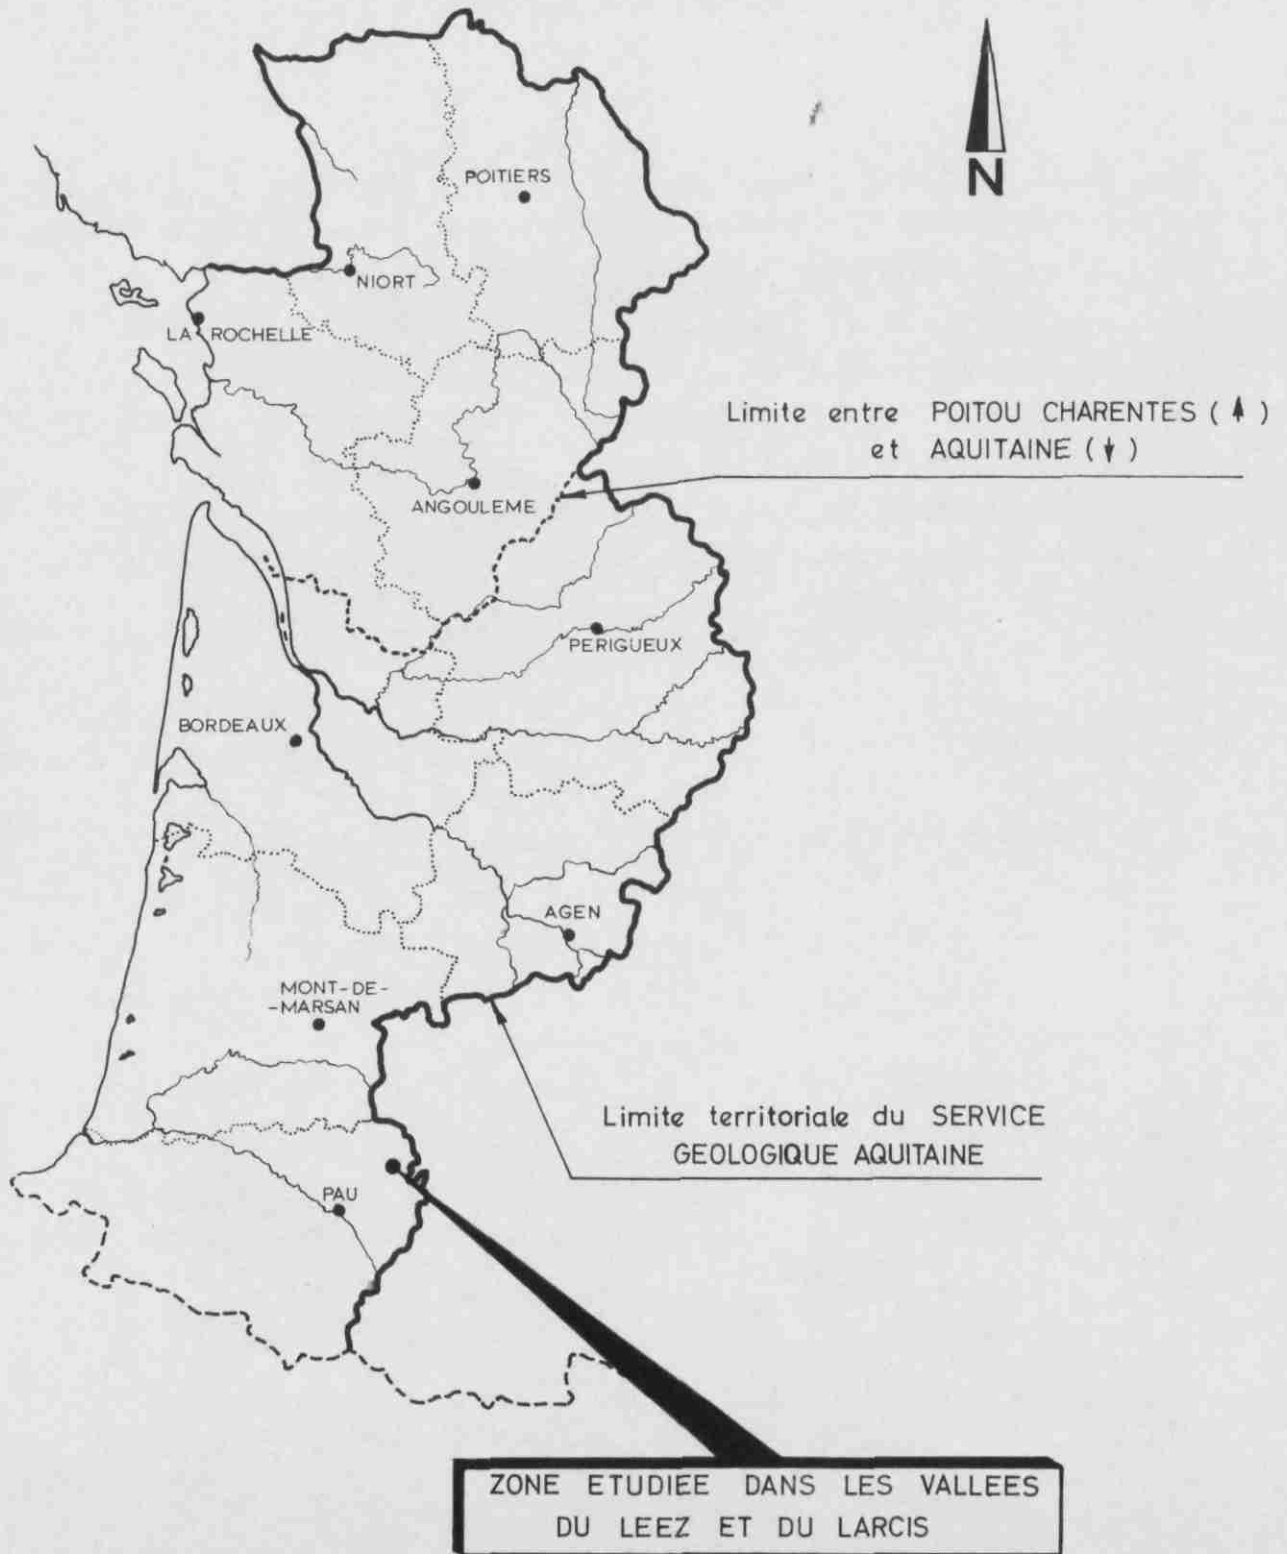 N
POITIERS
NIORT
LA ROCHELLE
Limite entre POITOU CHARENTES ( )
et AQUITAINE ( )
ANGOULEME
PERIGUEUX
BORDEAUX
AGEN
MONT-DE-
-MARSAN
Limite territoriale du SERVICE
GEOLOGIQUE AQUITAINE
PAU
ZONE ETUDIEE DANS LES VALLEES
DU LEEZ ET DU LARCIS